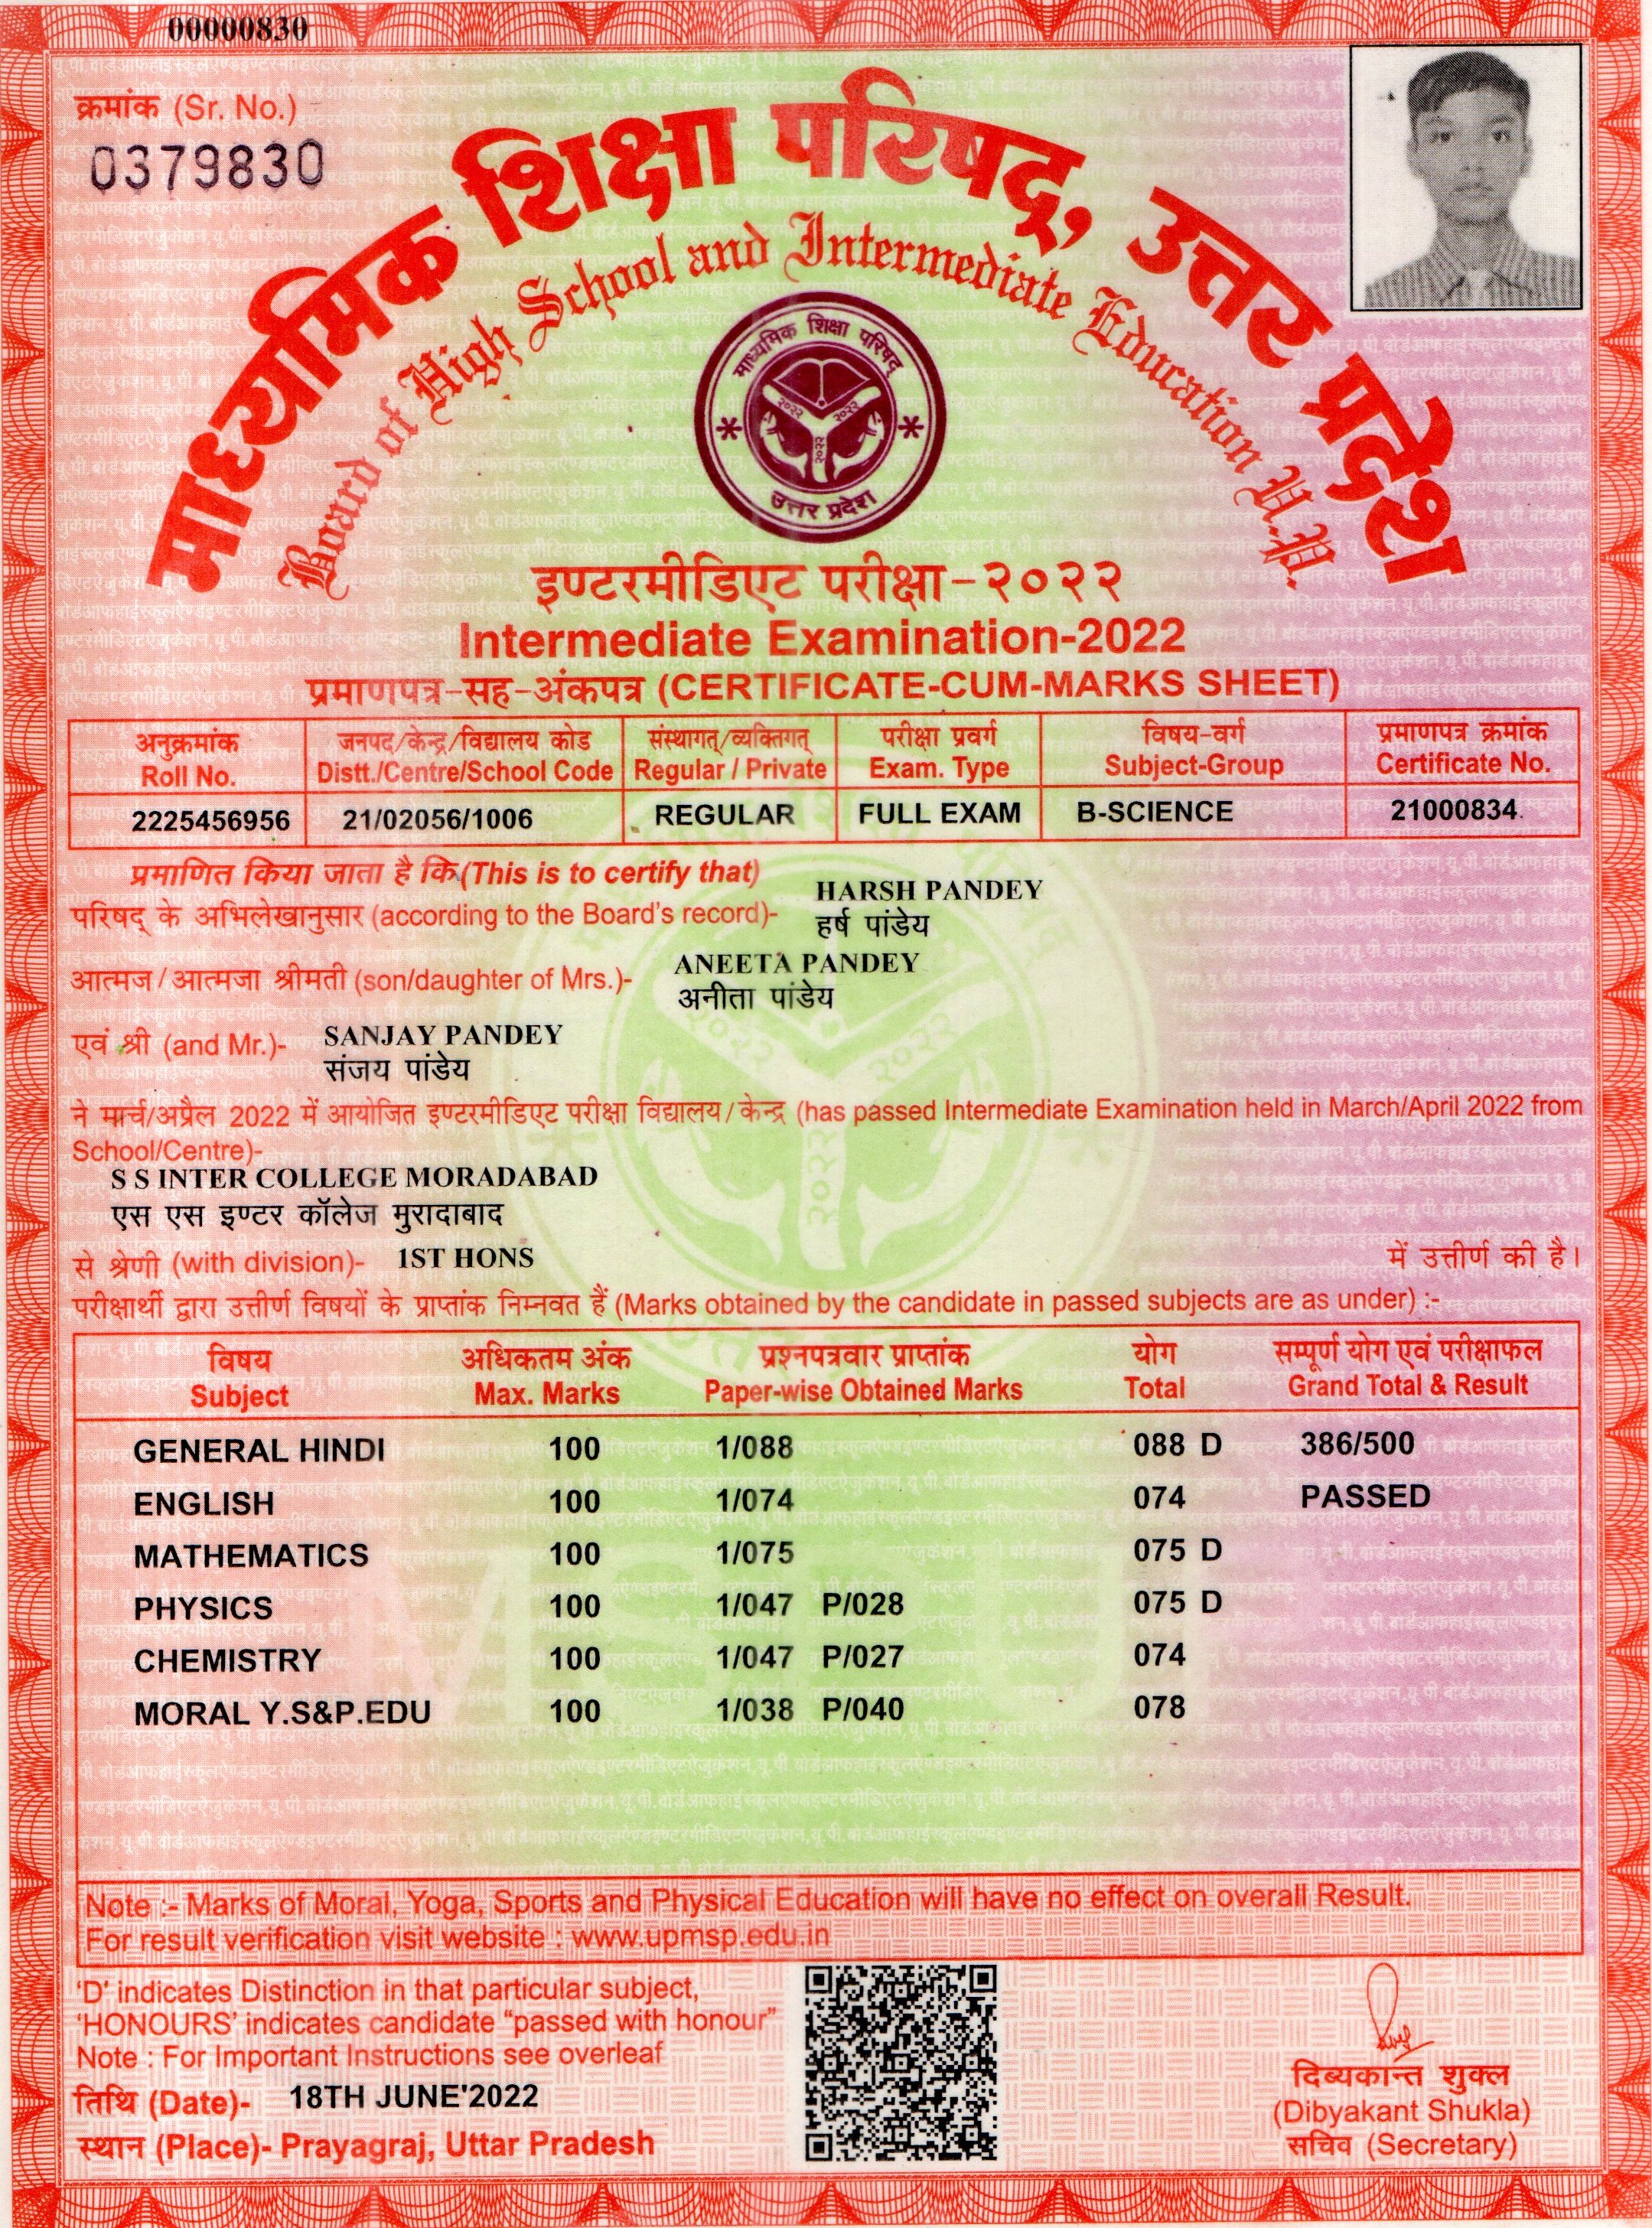 00000830
क्रमांक (Sr. No.)
0379830
माध्यमिक शिक्षा परिषद्, उत्तर प्रदेश
Board of High School and Intermediate Education U.P.
माध्यमिक शिक्षा परिषद्
२०२२ २०२२
२०२२
उत्तर प्रदेश
इण्टरमीडिएट परीक्षा-२०२२
Intermediate Examination-2022
प्रमाणपत्र-सह-अंकपत्र (CERTIFICATE-CUM-MARKS SHEET)
अनुक्रमांक जनपद/केन्द्र/विद्यालय कोड संस्थागत्/व्यक्तिगत् परीक्षा प्रवर्ग विषय-वर्ग प्रमाणपत्र क्रमांक
Roll No. Distt./Centre/School Code Regular / Private Exam. Type Subject-Group Certificate No.
2225456956 21/02056/1006 REGULAR FULL EXAM B-SCIENCE 21000834.
प्रमाणित किया जाता है कि(This is to certify that)
HARSH PANDEY
परिषद् के अभिलेखानुसार (according to the Board's record)-
हर्ष पांडेय
ANEETA PANDEY
आत्मज/आत्मजा श्रीमती (son/daughter of Mrs.)-
अनीता पांडेय
एवं श्री (and Mr.)- SANJAY PANDEY
संजय पांडेय
ने मार्च/अप्रैल 2022 में आयोजित इण्टरमीडिएट परीक्षा विद्यालय/केन्द्र (has passed Intermediate Examination held in March/April 2022 from
School/Centre)-
S S INTER COLLEGE MORADABAD
एस एस इण्टर कॉलेज मुरादाबाद
से श्रेणी (with division)- 1ST HONS में उत्तीर्ण की है।
परीक्षार्थी द्वारा उत्तीर्ण विषयों के प्राप्तांक निम्नवत हैं (Marks obtained by the candidate in passed subjects are as under) :-
विषय अधिकतम अंक प्रश्नपत्रवार प्राप्तांक योग सम्पूर्ण योग एवं परीक्षाफल
Subject Max. Marks Paper-wise Obtained Marks Total Grand Total & Result
GENERAL HINDI 100 1/088 088 D 386/500
ENGLISH 100 1/074 074 PASSED
MATHEMATICS 100 1/075 075 D
PHYSICS 100 1/047 P/028 075 D
CHEMISTRY 100 1/047 P/027 074
MORAL Y.S&P.EDU 100 1/038 P/040 078
Note :- Marks of Moral, Yoga, Sports and Physical Education will have no effect on overall Result.
For result verification visit website : www.upmsp.edu.in
'D' indicates Distinction in that particular subject,
'HONOURS' indicates candidate "passed with honour"
Note : For Important Instructions see overleaf
तिथि (Date)- 18TH JUNE'2022
स्थान (Place)- Prayagraj, Uttar Pradesh
दिब्यकान्त शुक्ल
(Dibyakant Shukla)
सचिव (Secretary)